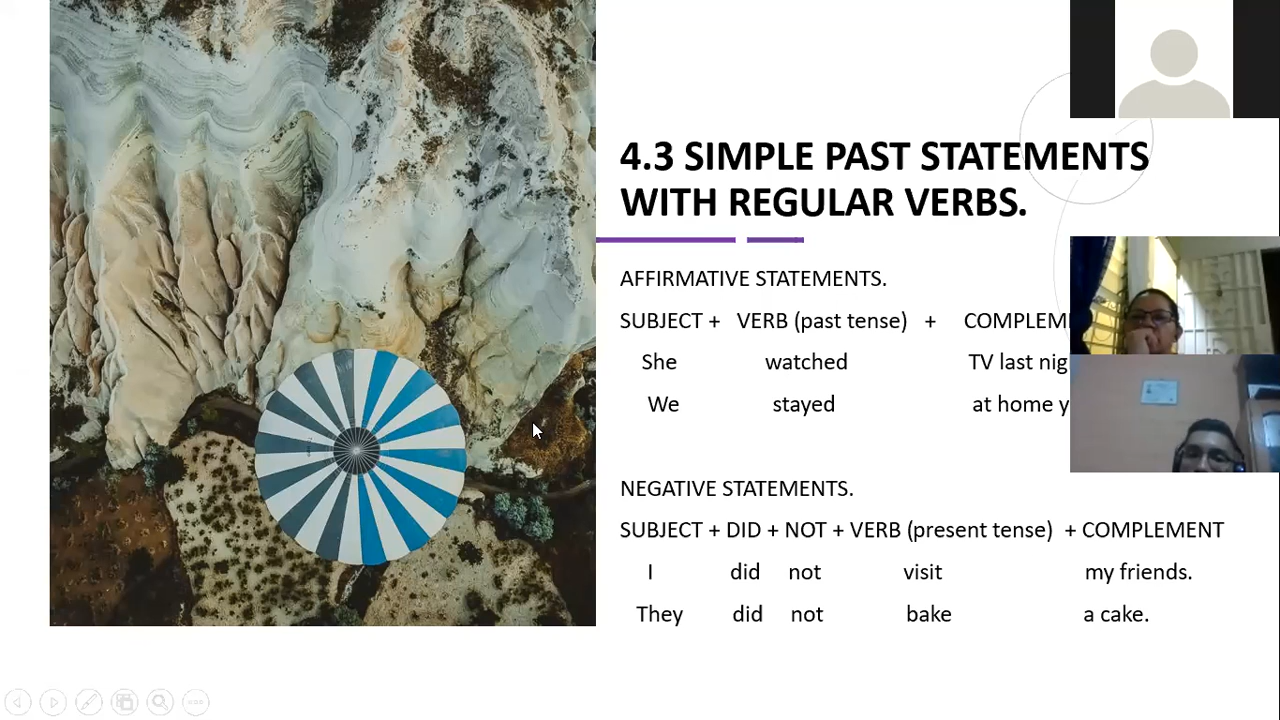 4.3 SIMPLE PAST STATEMENTS
WITH REGULAR VERBS.
AFFIRMATIVE STATEMENTS.
SUBJECT + VERB (past tense) + COMPLEM
She watched TV last nig
We stayed at home y
NEGATIVE STATEMENTS.
SUBJECT + DID + NOT + VERB (present tense) + COMPLEMENT
I did not visit my friends.
They did not bake a cake.